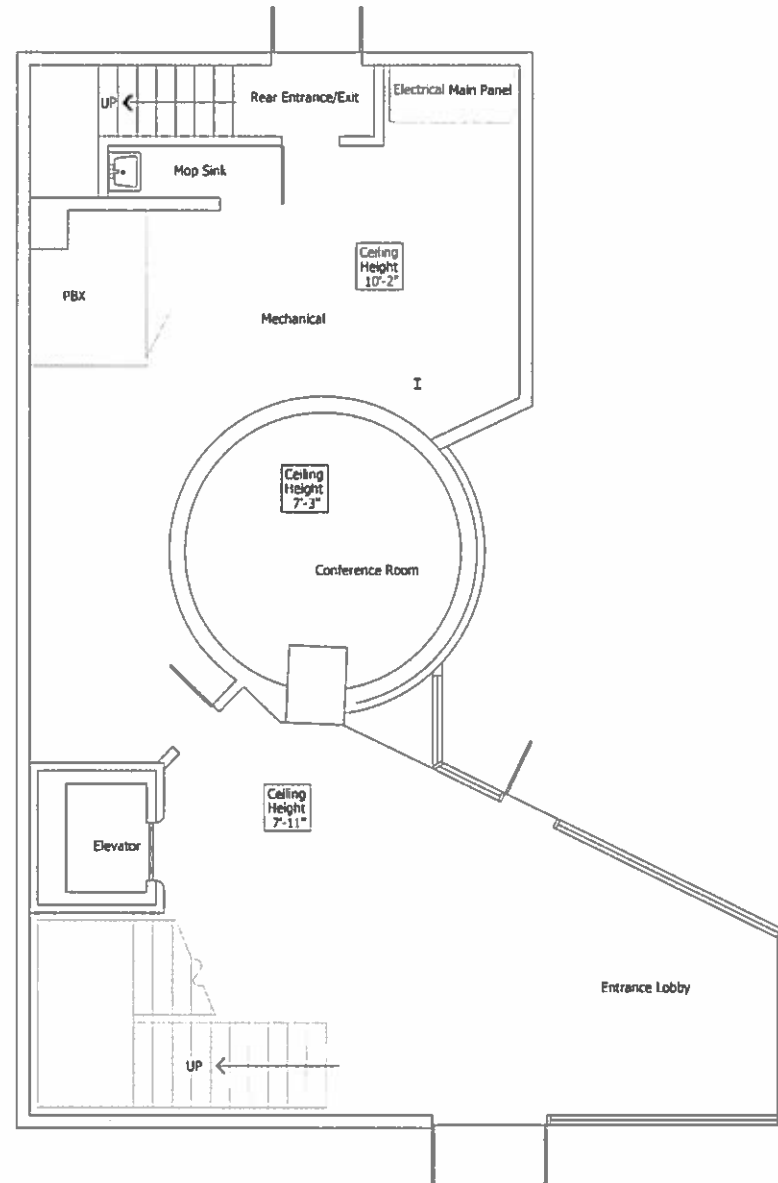 UP
Rear Entrance/Exit
Electrical Main Panel
Mop Sink
Ceiling
Height
10'-2"
PBX
Mechanical
I
Ceiling
Height
7'-3"
Conference Room
Ceiling
Height
7'-11"
Elevator
Entrance Lobby
UP